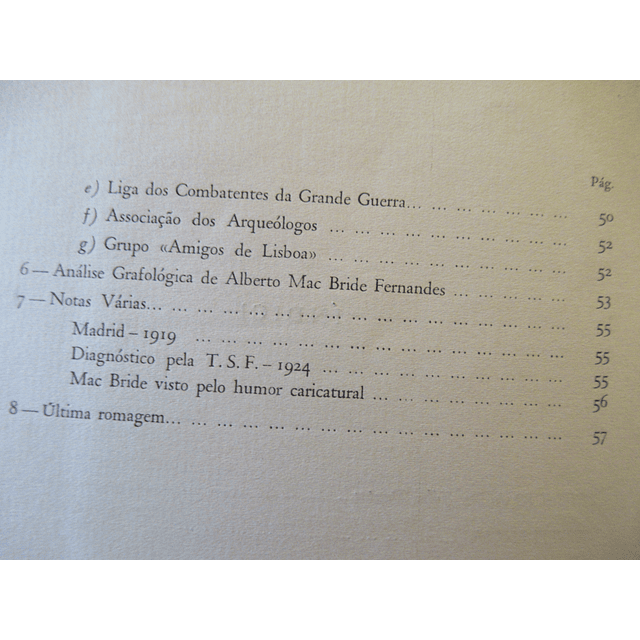 Pág.
e) Liga dos Combatentes da Grande Guerra... ... ... ... ... ... ... 50
f) Associação dos Arqueólogos ... ... ... ... ... ... ... ... ... 52
g) Grupo «Amigos de Lisboa» ... ... ... ... ... ... ... ... ... 52
6 — Análise Grafológica de Alberto Mac Bride Fernandes ... ... ... ... ... 53
7 — Notas Várias... ... ... ... ... ... ... ... ... ... ... ... ... ... ... ... 55
Madrid – 1919 ... ... ... ... ... ... ... ... ... ... ... ... ... ... 55
Diagnóstico pela T. S. F. – 1924 ... ... ... ... ... ... ... ... ... 55
Mac Bride visto pelo humor caricatural ... ... ... ... ... ... ... 56
8 — Última romagem... ... ... ... ... ... ... ... ... ... ... ... ... ... ... 57